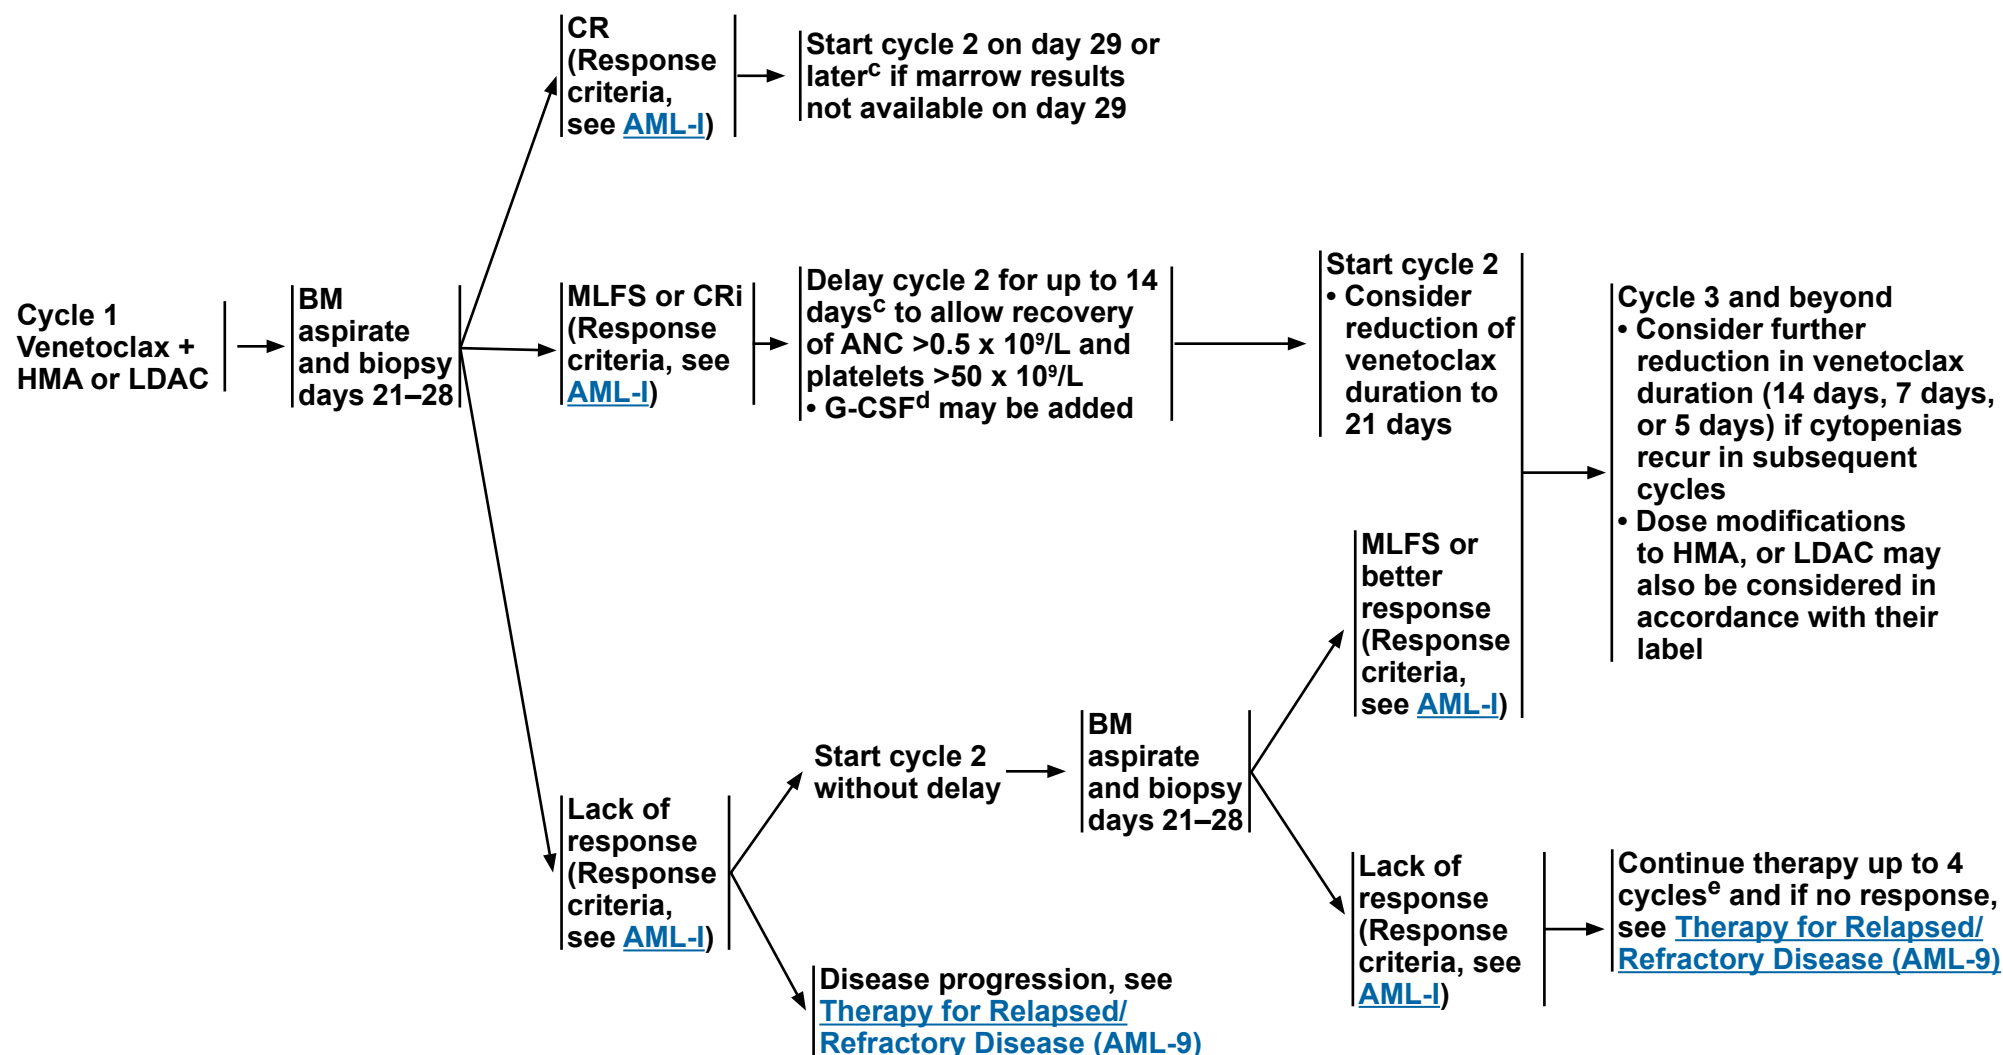 CR
(Response
criteria,
see AML-I)
Start cycle 2 on day 29 or
laterᶜ if marrow results
not available on day 29
Cycle 1
Venetoclax +
HMA or LDAC
BM
aspirate
and biopsy
days 21–28
MLFS or CRi
(Response
criteria, see
AML-I)
Delay cycle 2 for up to 14
daysᶜ to allow recovery
of ANC >0.5 x 10⁹/L and
platelets >50 x 10⁹/L
• G-CSFᵈ may be added
Start cycle 2
• Consider
reduction of
venetoclax
duration to
21 days
Cycle 3 and beyond
• Consider further
reduction in venetoclax
duration (14 days, 7 days,
or 5 days) if cytopenias
recur in subsequent
cycles
• Dose modifications
to HMA, or LDAC may
also be considered in
accordance with their
label
Lack of
response
(Response
criteria,
see AML-I)
Start cycle 2
without delay
BM
aspirate
and biopsy
days 21–28
MLFS or
better
response
(Response
criteria,
see AML-I)
Lack of
response
(Response
criteria, see
AML-I)
Continue therapy up to 4
cyclesᵉ and if no response,
see Therapy for Relapsed/
Refractory Disease (AML-9)
Disease progression, see
Therapy for Relapsed/
Refractory Disease (AML-9)